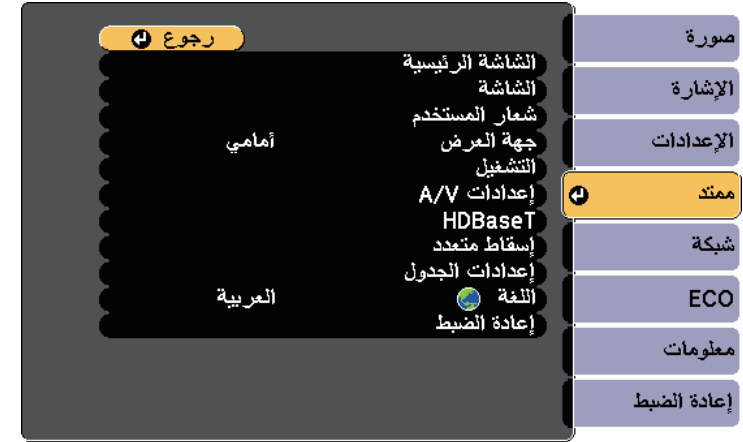 صورة
الإشارة
الإعدادات
ممتد
شبكة
ECO
معلومات
إعادة الضبط
رجوع
الشاشة الرئيسية
الشاشة
شعار المستخدم
جهة العرض أمامي
التشغيل
إعدادات A/V
HDBaseT
إسقاط متعدد
إعدادات الجدول
اللغة العربية
إعادة الضبط